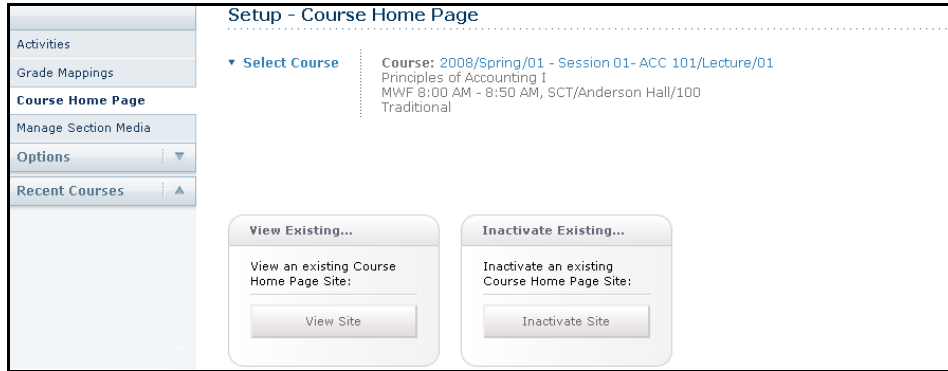 Setup - Course Home Page
Activities
Grade Mappings
Course Home Page
Manage Section Media
Options
Recent Courses
Select Course
Course: 2008/Spring/01 - Session 01- ACC 101/Lecture/01
Principles of Accounting I
MWF 8:00 AM - 8:50 AM, SCT/Anderson Hall/100
Traditional
View Existing...
View an existing Course
Home Page Site:
View Site
Inactivate Existing...
Inactivate an existing
Course Home Page Site:
Inactivate Site